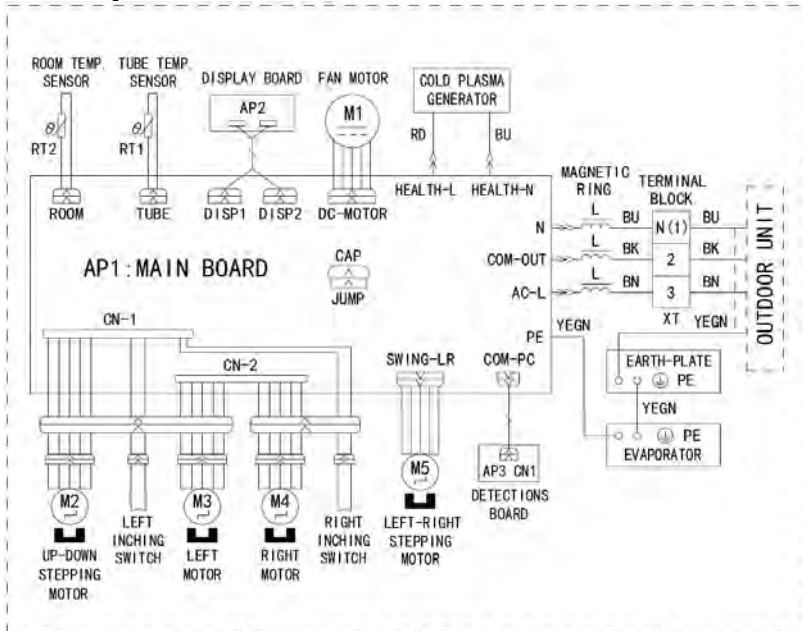 ROOM TEMP. SENSOR
TUBE TEMP. SENSOR
DISPLAY BOARD
FAN MOTOR
COLD PLASMA
GENERATOR
AP2
M1
θ
RT2
θ
RT1
RD
BU
ROOM
TUBE
DISP1
DISP2
DC-MOTOR
HEALTH-L
HEALTH-N
MAGNETIC
RING
TERMINAL
BLOCK
N
L
BU
N(1)
BU
COM-OUT
L
BK
2
BK
AC-L
L
BN
3
BN
XT
YEGN
OUTDOOR UNIT
AP1:MAIN BOARD
CAP
JUMP
PE
YEGN
EARTH-PLATE
PE
YEGN
PE
EVAPORATOR
CN-1
CN-2
SWING-LR
COM-PC
AP3 CN1
DETECTIONS
BOARD
M2
UP-DOWN
STEPPING
MOTOR
LEFT
INCHING
SWITCH
M3
LEFT
MOTOR
M4
RIGHT
MOTOR
RIGHT
INCHING
SWITCH
M5
LEFT-RIGHT
STEPPING
MOTOR